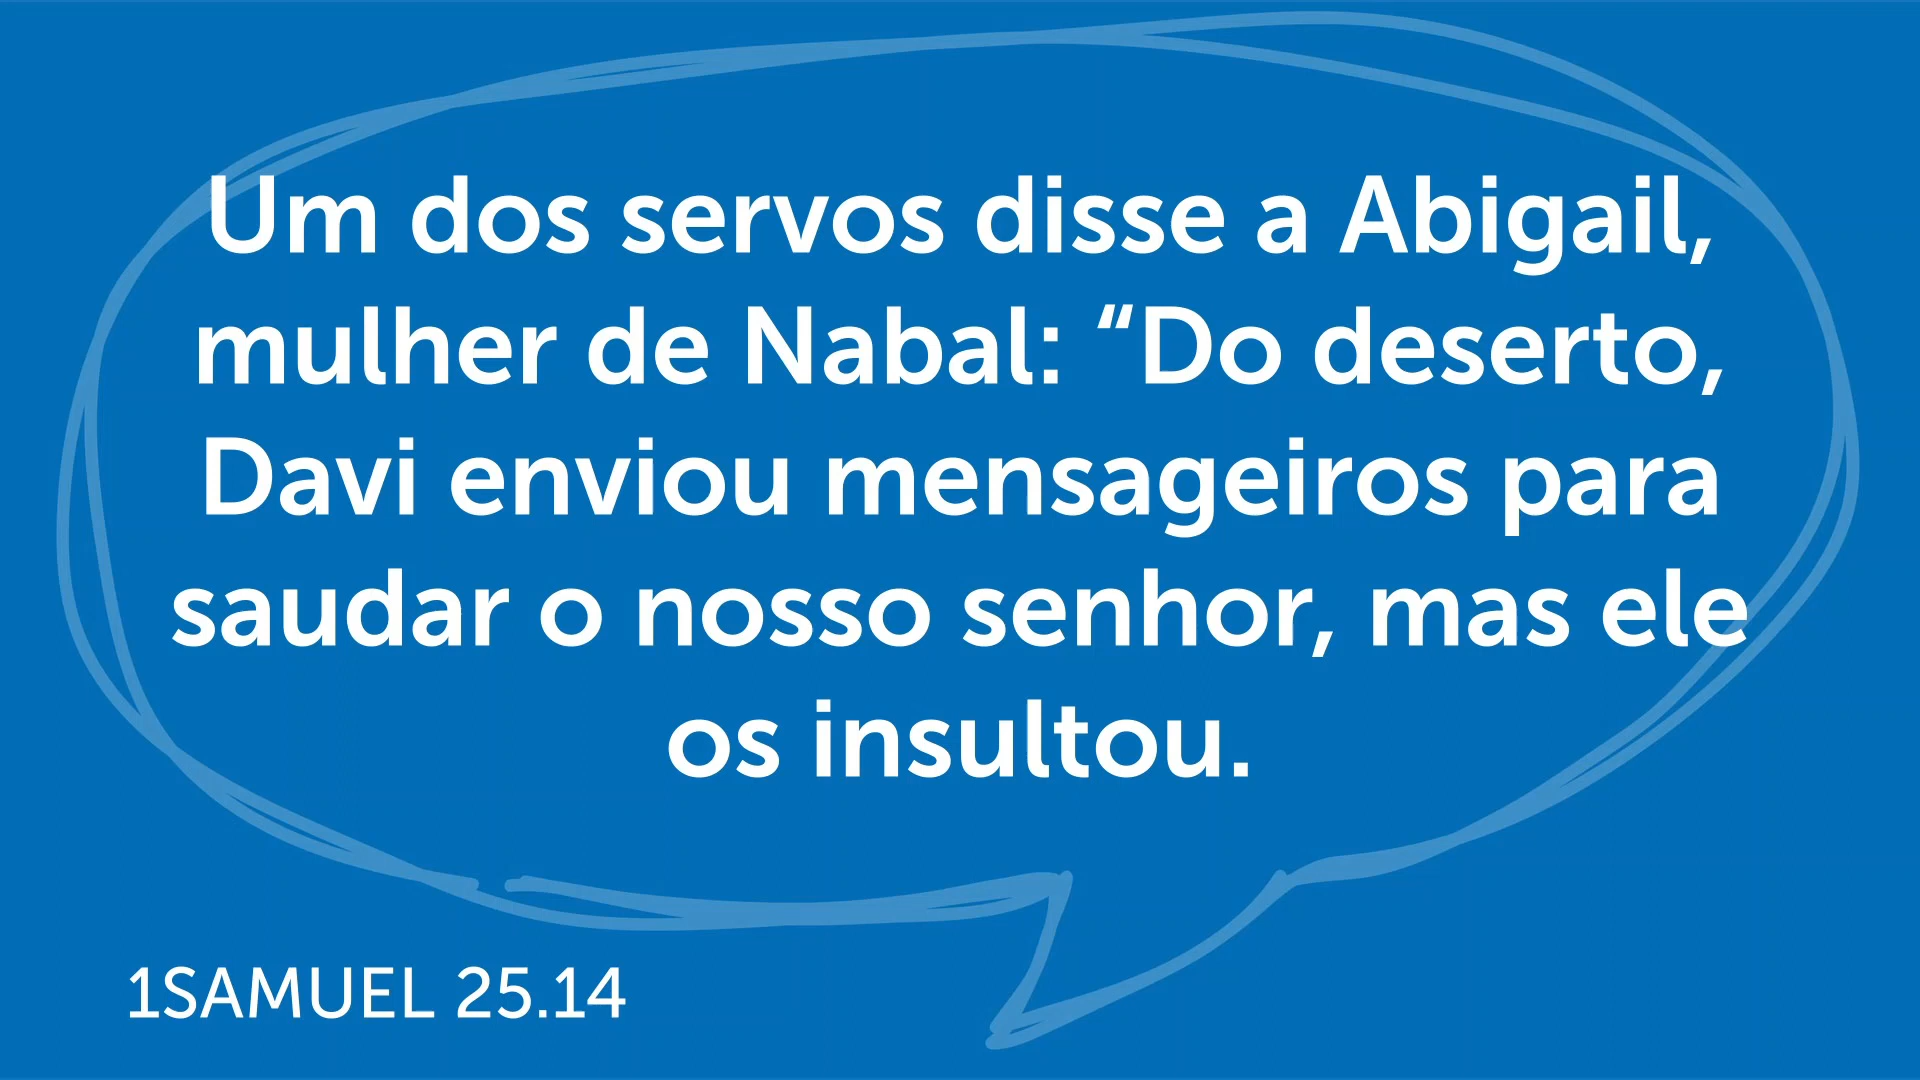 Um dos servos disse a Abigail,
mulher de Nabal: “Do deserto,
Davi enviou mensageiros para
saudar o nosso senhor, mas ele
os insultou.
1SAMUEL 25.14